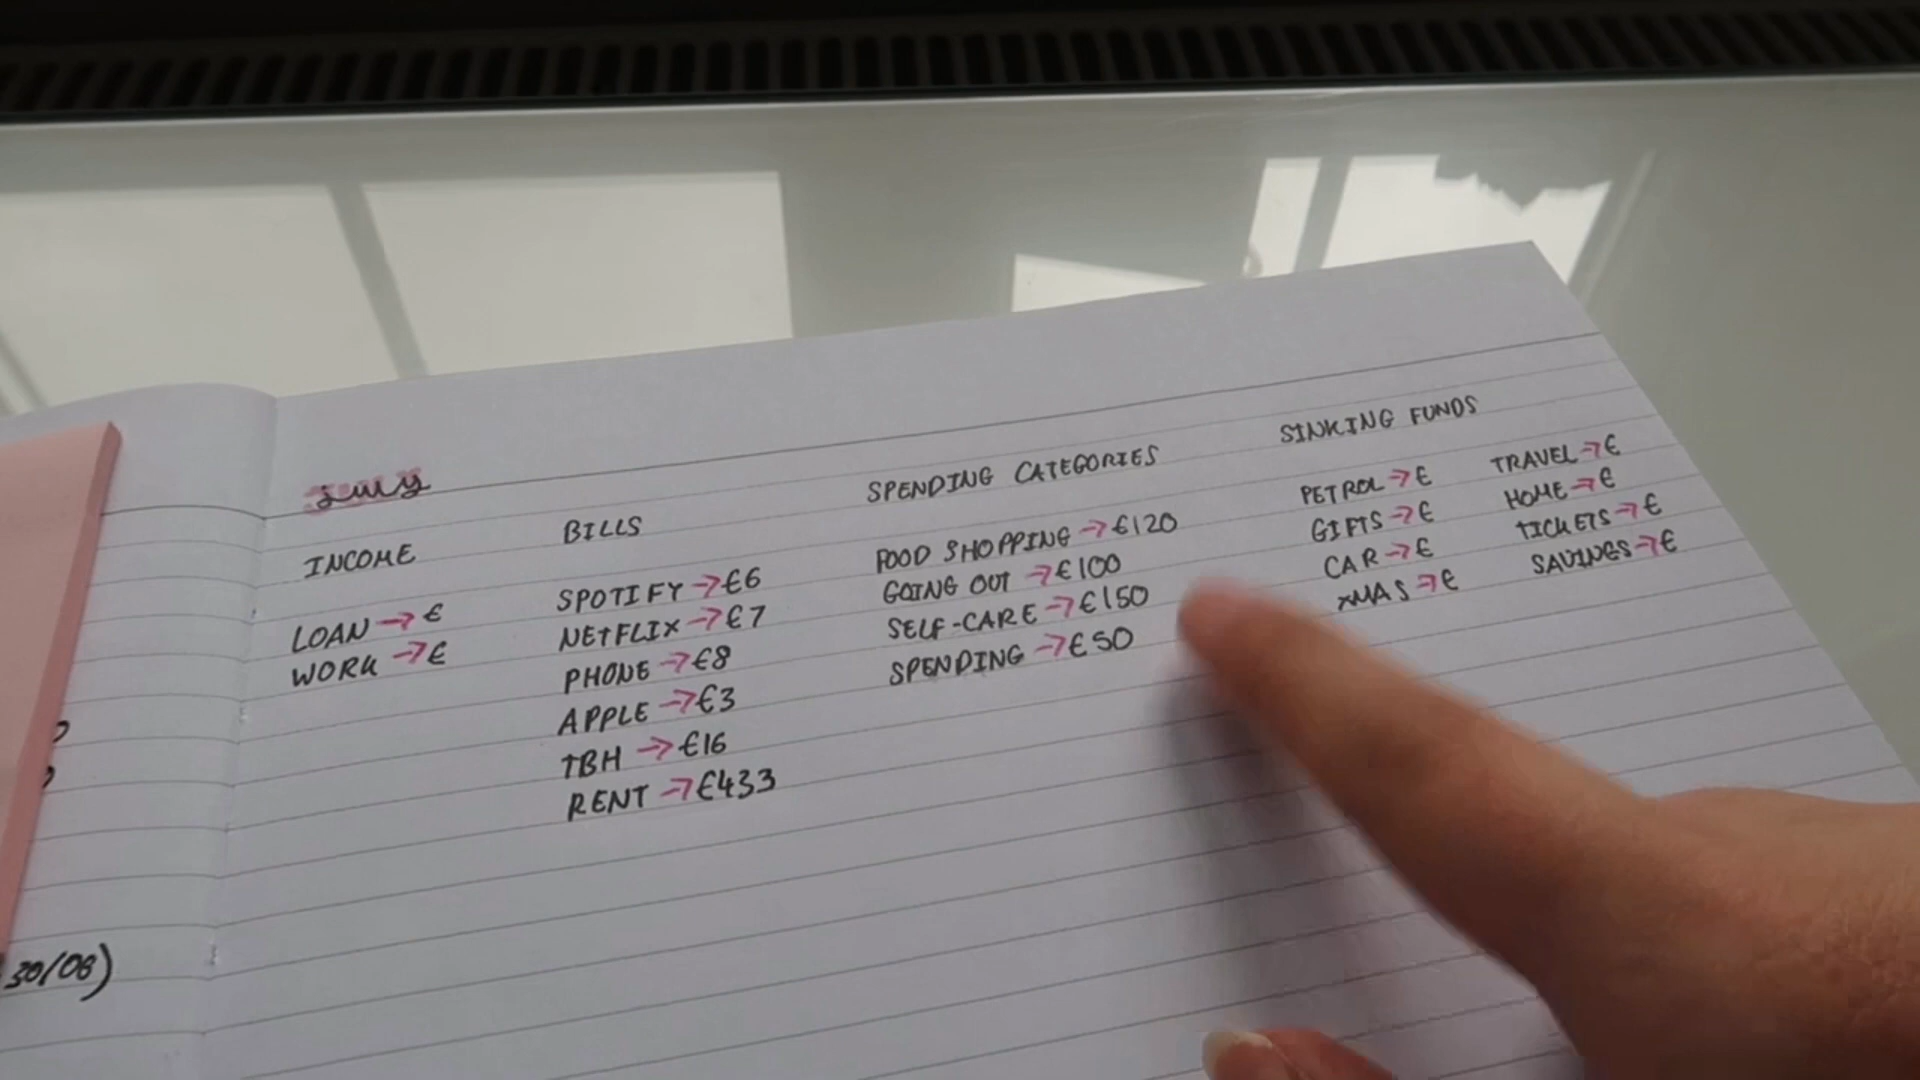 july
INCOME
LOAN → €
WORK → €
BILLS
SPOTIFY → €6
NETFLIX → €7
PHONE → €8
APPLE → €3
TBH → €16
RENT → €433
SPENDING CATEGORIES
FOOD SHOPPING → €120
GOING OUT → €100
SELF-CARE → €150
SPENDING → €50
SINKING FUNDS
PETROL → €
GIFTS → €
CAR → €
XMAS → €
TRAVEL → €
HOME → €
TICKETS → €
SAVINGS → €
30/06)